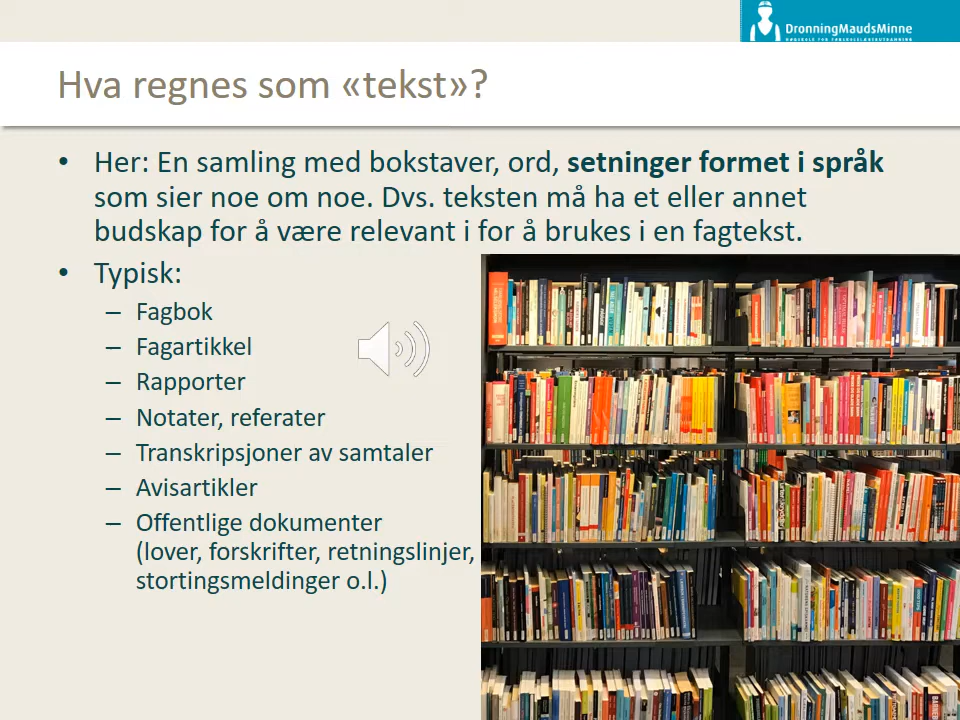 DronningMaudsMinne
Hva regnes som «tekst»?
• Her: En samling med bokstaver, ord, setninger formet i språk
som sier noe om noe. Dvs. teksten må ha et eller annet
budskap for å være relevant i for å brukes i en fagtekst.
• Typisk:
– Fagbok
– Fagartikkel
– Rapporter
– Notater, referater
– Transkripsjoner av samtaler
– Avisartikler
– Offentlige dokumenter
(lover, forskrifter, retningslinjer,
stortingsmeldinger o.l.)